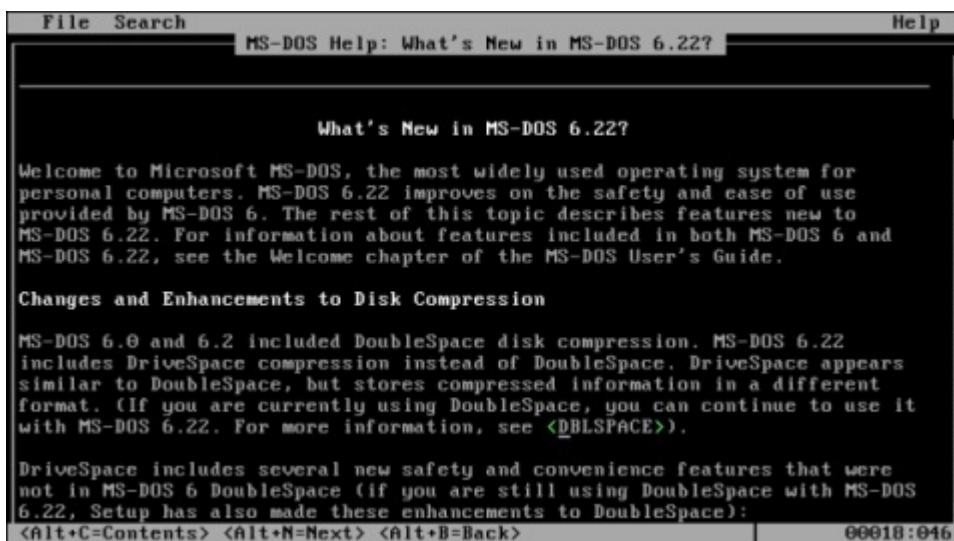 File Search Help
MS-DOS Help: What's New in MS-DOS 6.22?
What's New in MS-DOS 6.22?
Welcome to Microsoft MS-DOS, the most widely used operating system for
personal computers. MS-DOS 6.22 improves on the safety and ease of use
provided by MS-DOS 6. The rest of this topic describes features new to
MS-DOS 6.22. For information about features included in both MS-DOS 6 and
MS-DOS 6.22, see the Welcome chapter of the MS-DOS User's Guide.
Changes and Enhancements to Disk Compression
MS-DOS 6.0 and 6.2 included DoubleSpace disk compression. MS-DOS 6.22
includes DriveSpace compression instead of DoubleSpace. DriveSpace appears
similar to DoubleSpace, but stores compressed information in a different
format. (If you are currently using DoubleSpace, you can continue to use it
with MS-DOS 6.22. For more information, see <DBLSPACE>).
DriveSpace includes several new safety and convenience features that were
not in MS-DOS 6 DoubleSpace (if you are still using DoubleSpace with MS-DOS
6.22, Setup has also made these enhancements to DoubleSpace):
<Alt+C=Contents> <Alt+N=Next> <Alt+B=Back> 00018:046